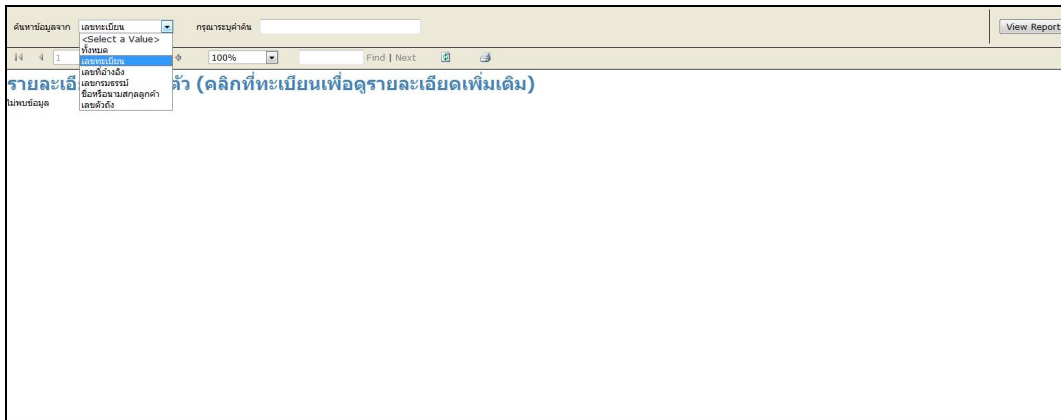 ค้นหาข้อมูลจาก เลขทะเบียน กรุณาระบุคำค้น View Report
<Select a Value>
ทั้งหมด
เลขทะเบียน
เลขที่อ้างอิง
เลขกรมธรรม์
ชื่อหรือนามสกุลลูกค้า
เลขตัวถัง
1 100% Find | Next
รายละเอี ตัว (คลิกที่ทะเบียนเพื่อดูรายละเอียดเพิ่มเติม)
ไม่พบข้อมูล